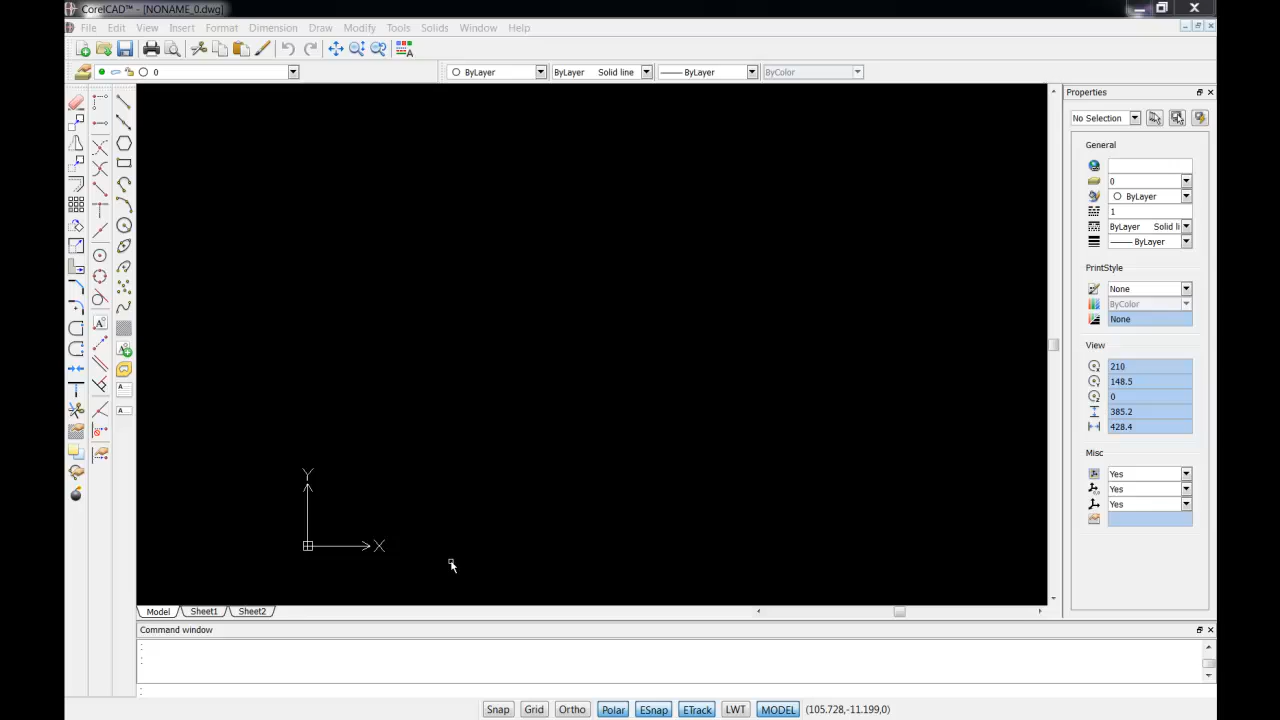 CorelCAD™ - [NONAME_0.dwg]
File Edit View Insert Format Dimension Draw Modify Tools Solids Window Help
A
0 ByLayer ByLayer Solid line ByLayer ByColor
Properties
No Selection
General
0
ByLayer
1
ByLayer Solid li
ByLayer
PrintStyle
None
ByColor
None
View
210
148.5
0
385.2
428.4
Misc
Yes
Yes
Yes
Y
X
Model Sheet1 Sheet2
Command window
:
:
:
Snap Grid Ortho Polar ESnap ETrack LWT MODEL (105.728,-11.199,0)